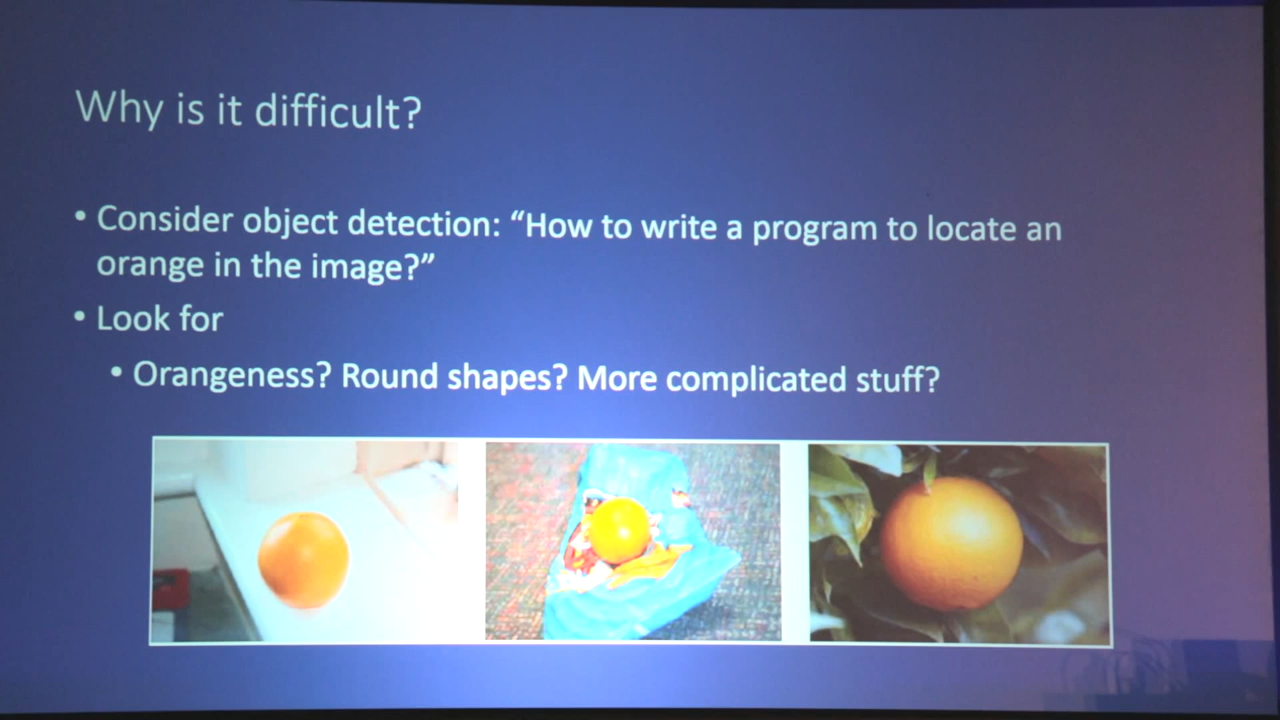 Why is it difficult?
• Consider object detection: “How to write a program to locate an
orange in the image?”
• Look for
• Orangeness? Round shapes? More complicated stuff?